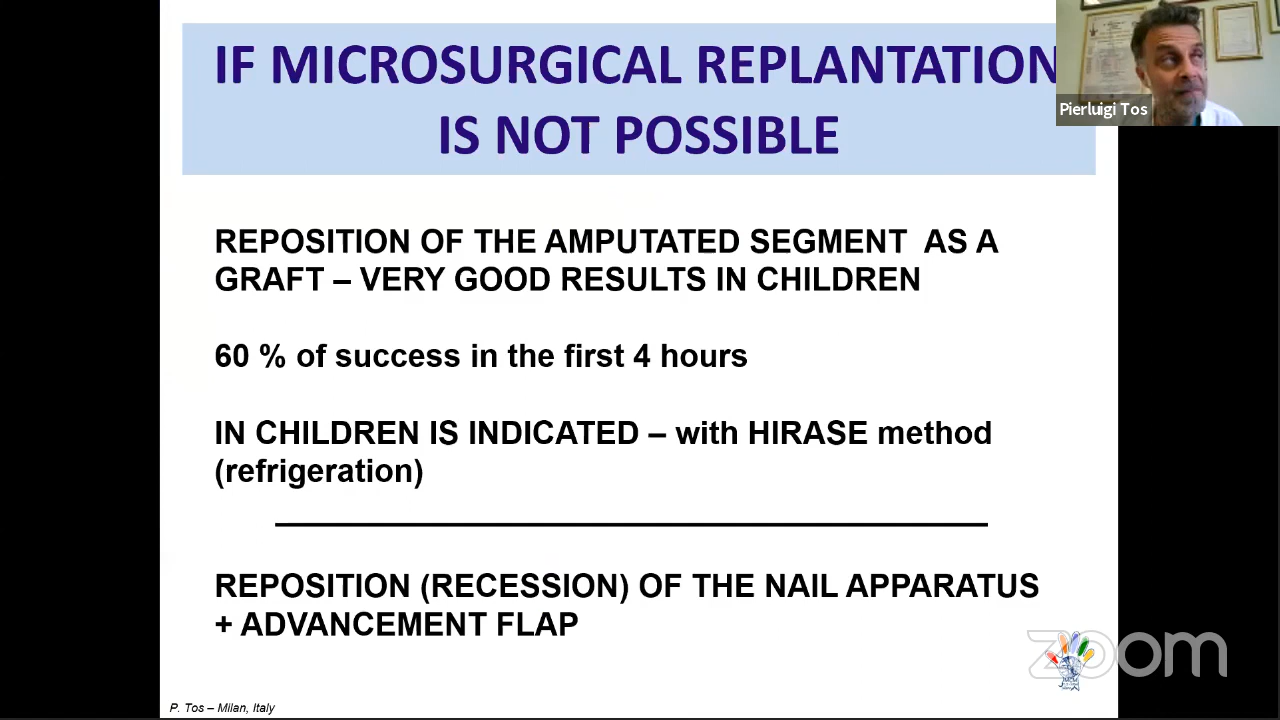 IF MICROSURGICAL REPLANTATION
IS NOT POSSIBLE
Pierluigi Tos
REPOSITION OF THE AMPUTATED SEGMENT AS A
GRAFT – VERY GOOD RESULTS IN CHILDREN
60 % of success in the first 4 hours
IN CHILDREN IS INDICATED – with HIRASE method
(refrigeration)
REPOSITION (RECESSION) OF THE NAIL APPARATUS
+ ADVANCEMENT FLAP
zoom
P. Tos – Milan, Italy